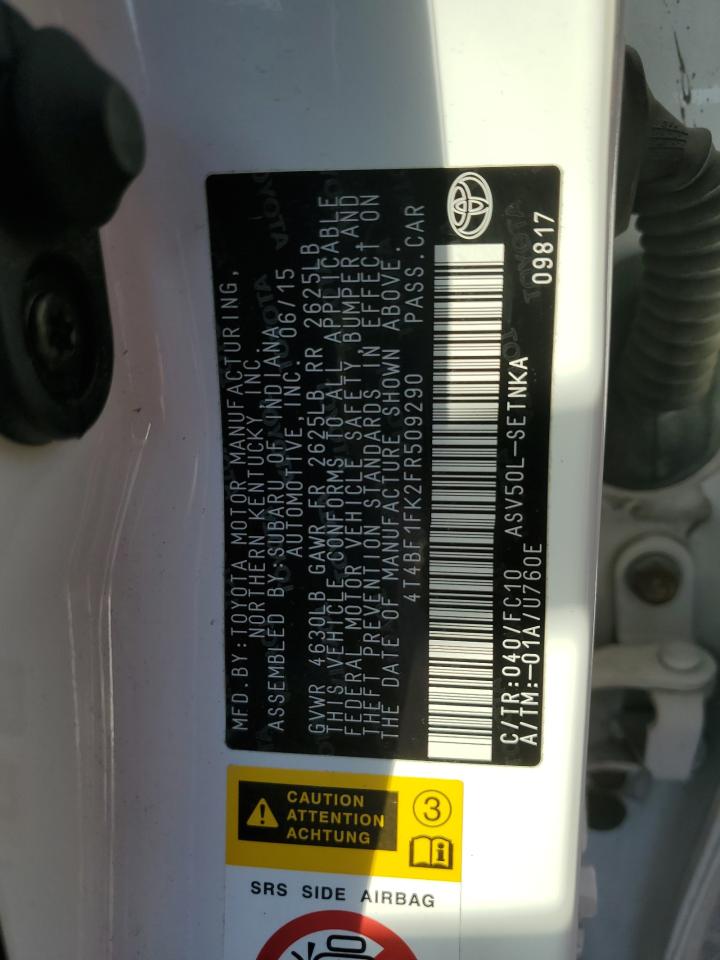 MFD. BY: TOYOTA MOTOR MANUFACTURING,
NORTHERN KENTUCKY, INC.
ASSEMBLED BY: SUBARU OF INDIANA
AUTOMOTIVE, INC. 06/15
GVWR 4630LB GAWR FR 2625LB RR 2625LB
THIS VEHICLE CONFORMS TO ALL APPLICABLE
FEDERAL MOTOR VEHICLE SAFETY, BUMPER, AND
THEFT PREVENTION STANDARDS IN EFFECT ON
THE DATE OF MANUFACTURE SHOWN ABOVE.
4T4BF1FK2FR509290 PASS.CAR
C/TR:040/FC10 ASV50L-SETNKA
A/TM:-01A/U760E 09817
CAUTION
ATTENTION
ACHTUNG
3
SRS SIDE AIRBAG